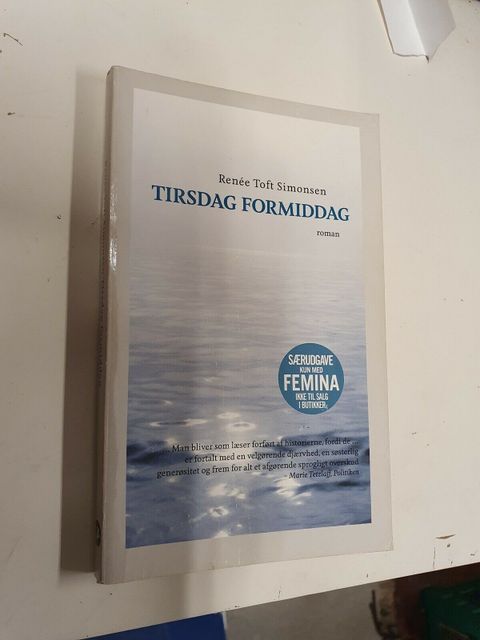 Renée Toft Simonsen
TIRSDAG FORMIDDAG
roman
SÆRUDGAVE
KUN MED
FEMINA
IKKE TIL SALG
I BUTIKKER
... Man bliver som læser forført af historierne, fordi de ...
er fortalt med en velgørende djærvhed, en søsterlig
generøsitet og frem for alt et afgørende sprogligt overskud
– Marie Tetzlaff, Politiken